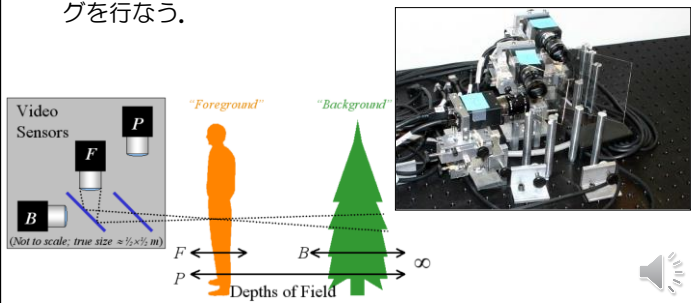 グを行なう．
"Foreground"
"Background"
Video
Sensors
P
F
B
(Not to scale; true size ≈ ½×½ m)
F
B
∞
P
Depths of Field